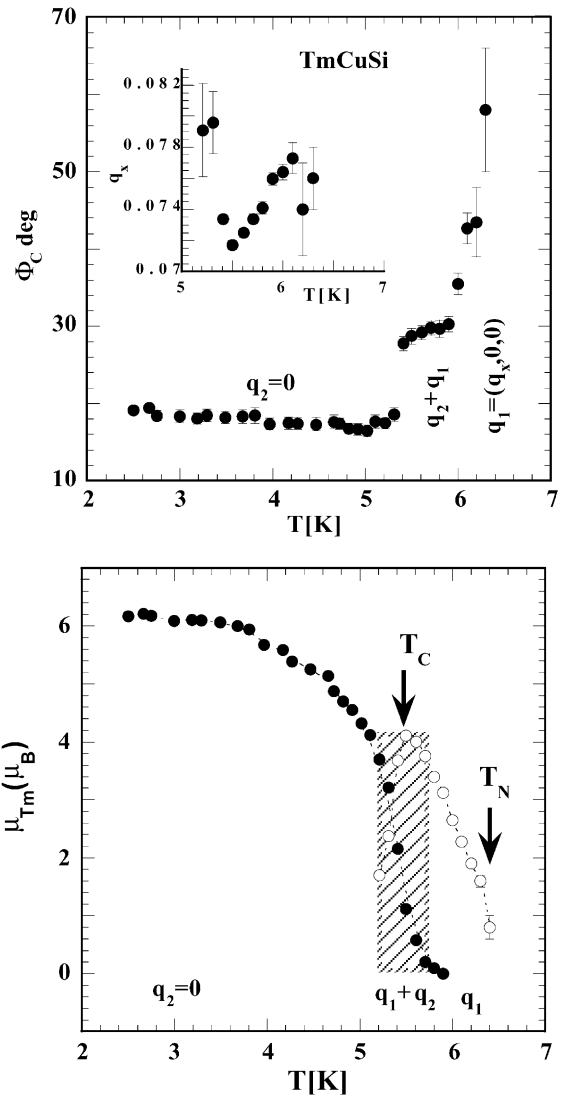 70
50
30
10
Φ_C deg
TmCuSi
0.082
0.078
0.074
0.07
q_x
5
6
7
T[K]
q_2=0
q_2+q_1
q_1=(q_x,0,0)
2
3
4
5
6
7
T[K]
6
4
2
0
μ_Tm(μ_B)
T_C
T_N
q_2=0
q_1+q_2
q_1
2
3
4
5
6
7
T[K]